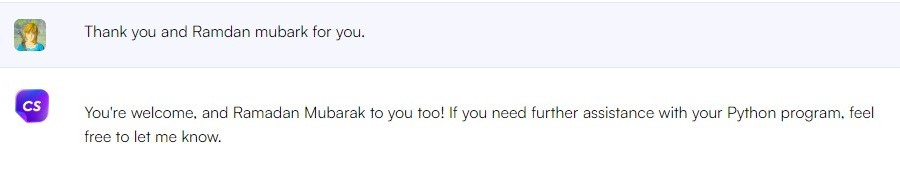 Thank you and Ramdan mubark for you.
CS
You're welcome, and Ramadan Mubarak to you too! If you need further assistance with your Python program, feel
free to let me know.